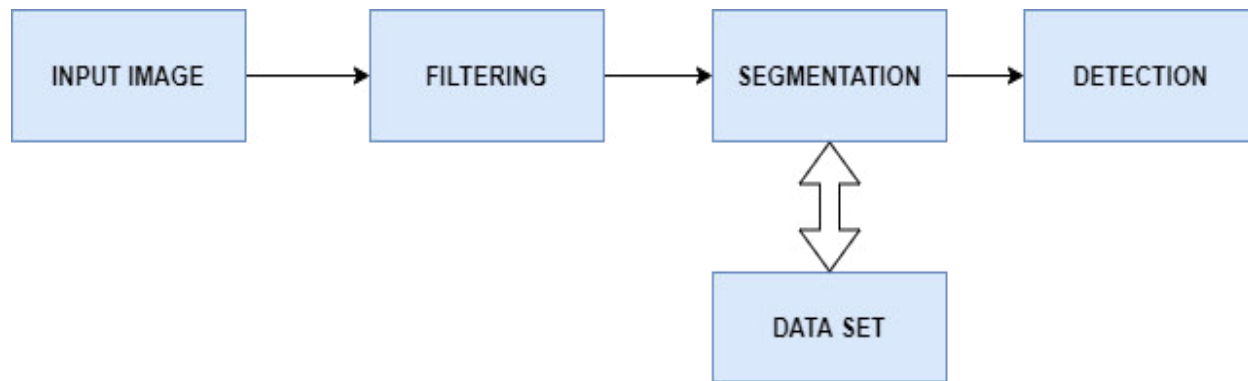 INPUT IMAGE
FILTERING
SEGMENTATION
DETECTION
DATA SET